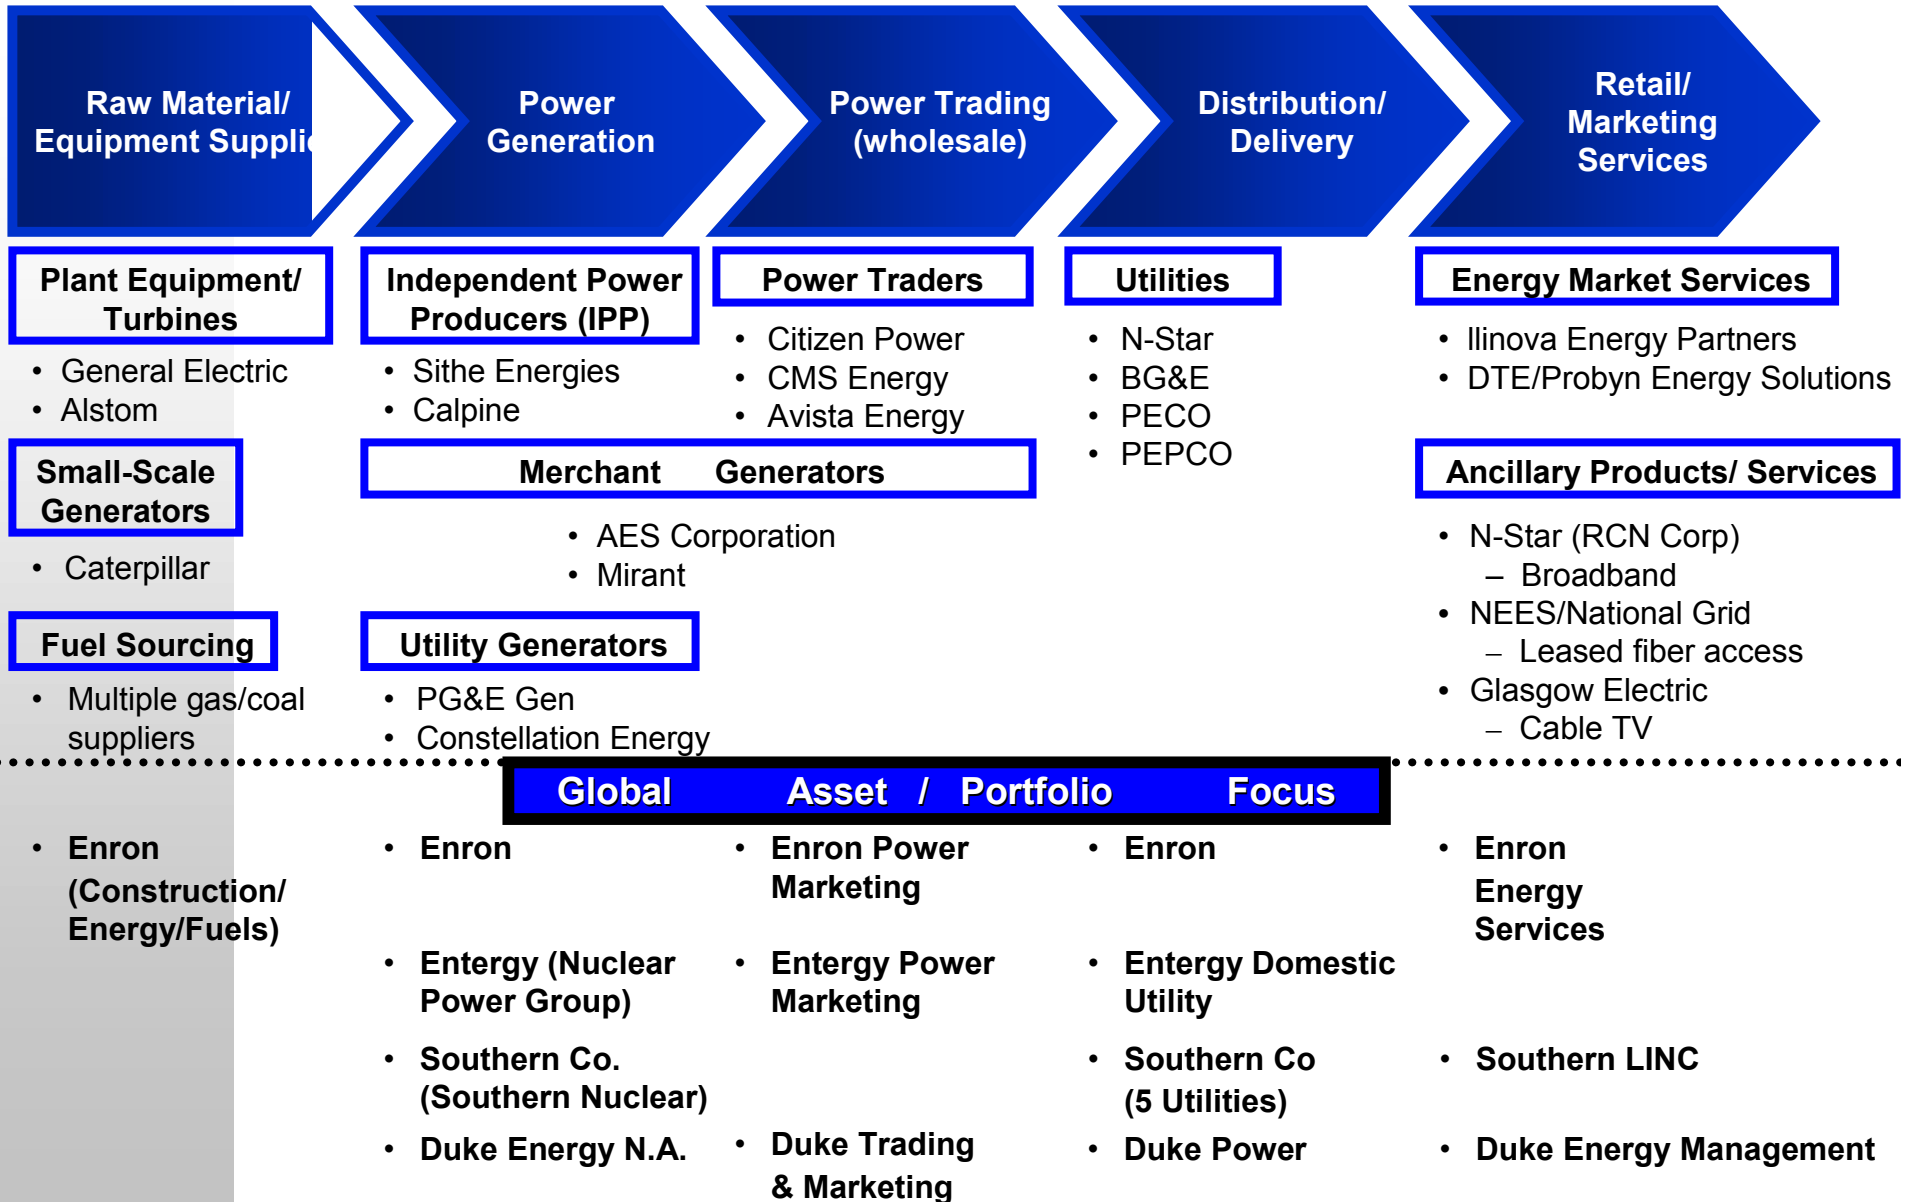 Raw Material/
Equipment Supplie
Power
Generation
Power Trading
(wholesale)
Distribution/
Delivery
Retail/
Marketing
Services
Plant Equipment/
Turbines
• General Electric
• Alstom
Small-Scale
Generators
• Caterpillar
Fuel Sourcing
• Multiple gas/coal
suppliers
Independent Power
Producers (IPP)
• Sithe Energies
• Calpine
Power Traders
• Citizen Power
• CMS Energy
• Avista Energy
Merchant Generators
• AES Corporation
• Mirant
Utility Generators
• PG&E Gen
• Constellation Energy
Utilities
• N-Star
• BG&E
• PECO
• PEPCO
Energy Market Services
• Ilinova Energy Partners
• DTE/Probyn Energy Solutions
Ancillary Products/ Services
• N-Star (RCN Corp)
– Broadband
• NEES/National Grid
– Leased fiber access
• Glasgow Electric
– Cable TV
Global Asset / Portfolio Focus
• Enron
(Construction/
Energy/Fuels)
• Enron
• Enron Power
Marketing
• Enron
• Enron
Energy
Services
• Entergy (Nuclear
Power Group)
• Entergy Power
Marketing
• Entergy Domestic
Utility
• Southern Co.
(Southern Nuclear)
• Southern Co
(5 Utilities)
• Southern LINC
• Duke Energy N.A.
• Duke Trading
& Marketing
• Duke Power
• Duke Energy Management